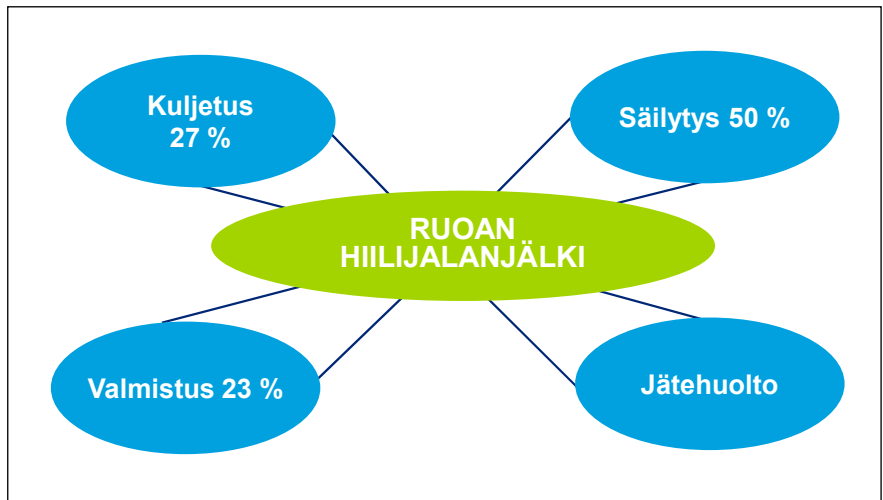 Kuljetus
27 %
Säilytys 50 %
RUOAN
HIILIJALANJÄLKI
Valmistus 23 %
Jätehuolto